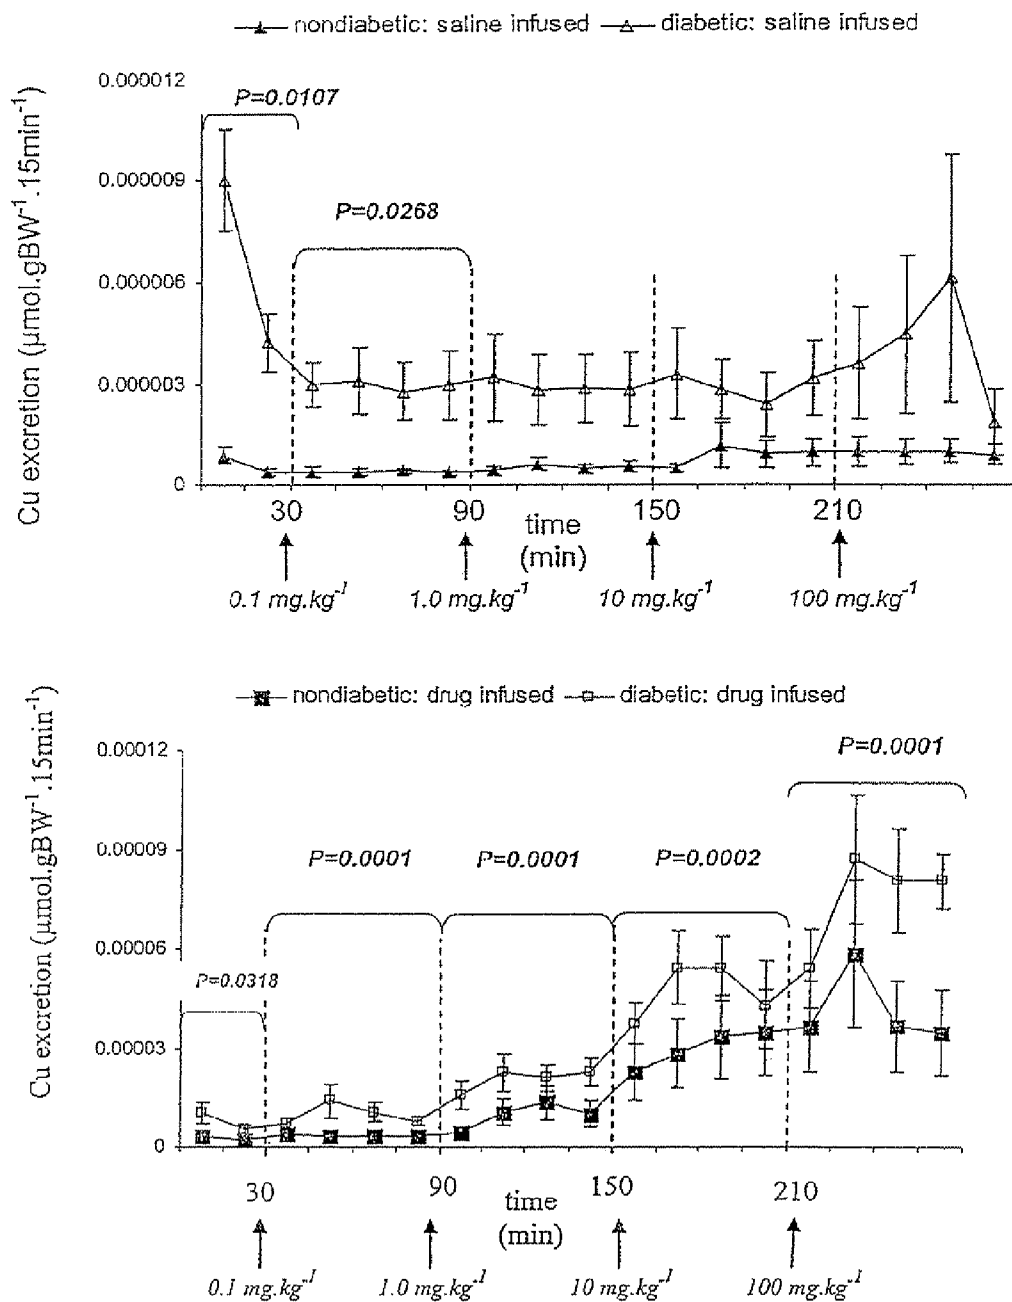 nondiabetic: saline infused diabetic: saline infused
0.000012
P=0.0107
0.000009
P=0.0268
0.000006
0.000003
0
Cu excretion (µmol.gBW⁻¹.15min⁻¹)
30 90 150 210
time
(min)
0.1 mg.kg⁻¹ 1.0 mg.kg⁻¹ 10 mg.kg⁻¹ 100 mg.kg⁻¹
nondiabetic: drug infused diabetic: drug infused
0.00012
P=0.0001
0.00009
P=0.0001 P=0.0001 P=0.0002
0.00006
P=0.0318
0.00003
0
Cu excretion (µmol.gBW⁻¹.15min⁻¹)
30 90 150 210
time
(min)
0.1 mg.kg⁻¹ 1.0 mg.kg⁻¹ 10 mg.kg⁻¹ 100 mg.kg⁻¹